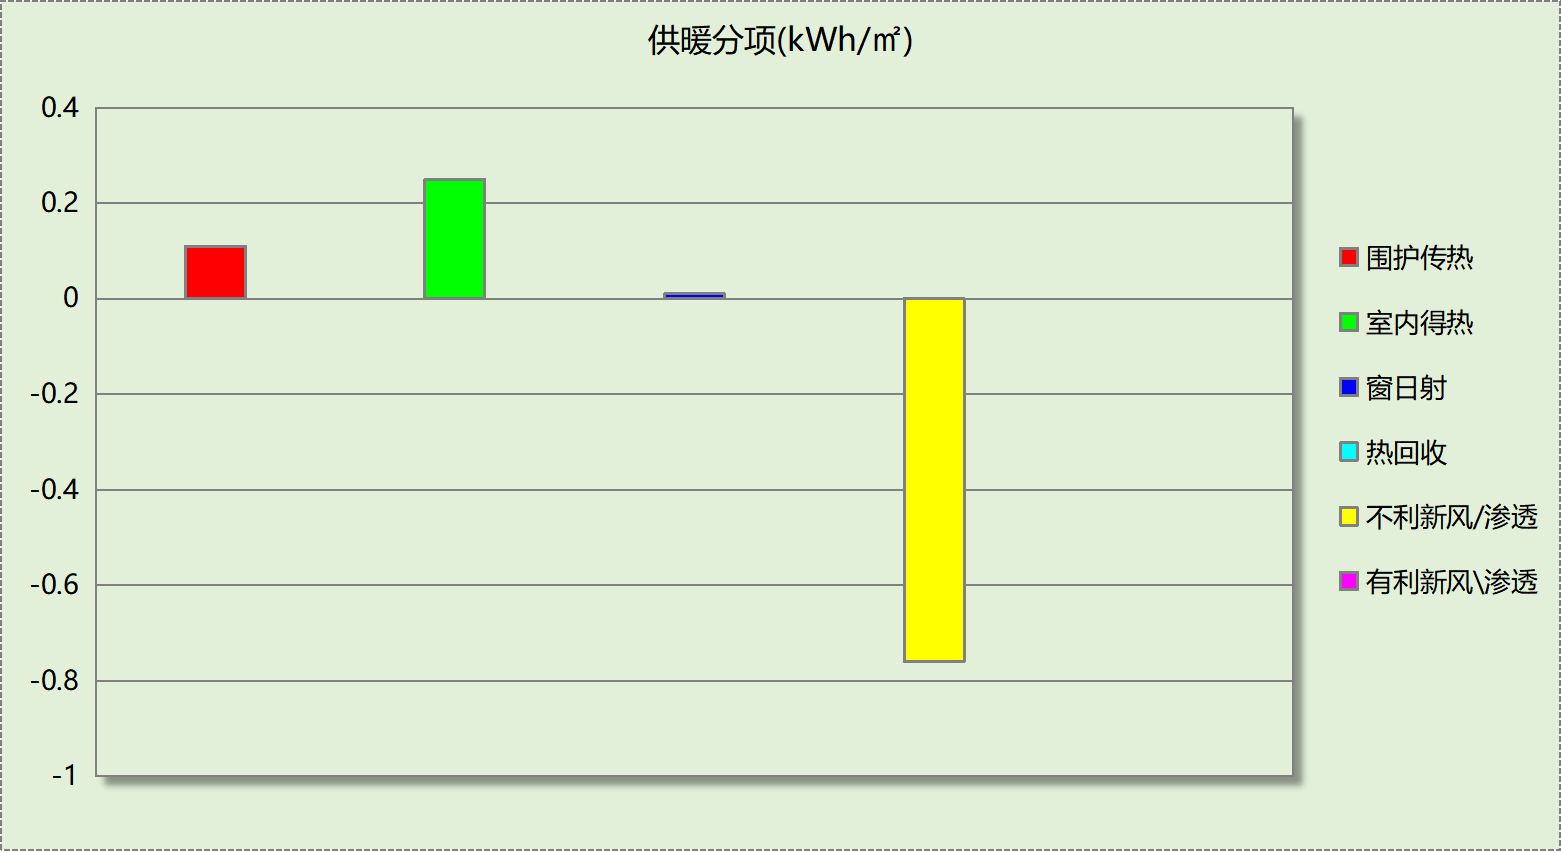 供暖分项(kWh/㎡)
0.4
0.2
0
-0.2
-0.4
-0.6
-0.8
-1
围护传热
室内得热
窗日射
热回收
不利新风/渗透
有利新风\渗透